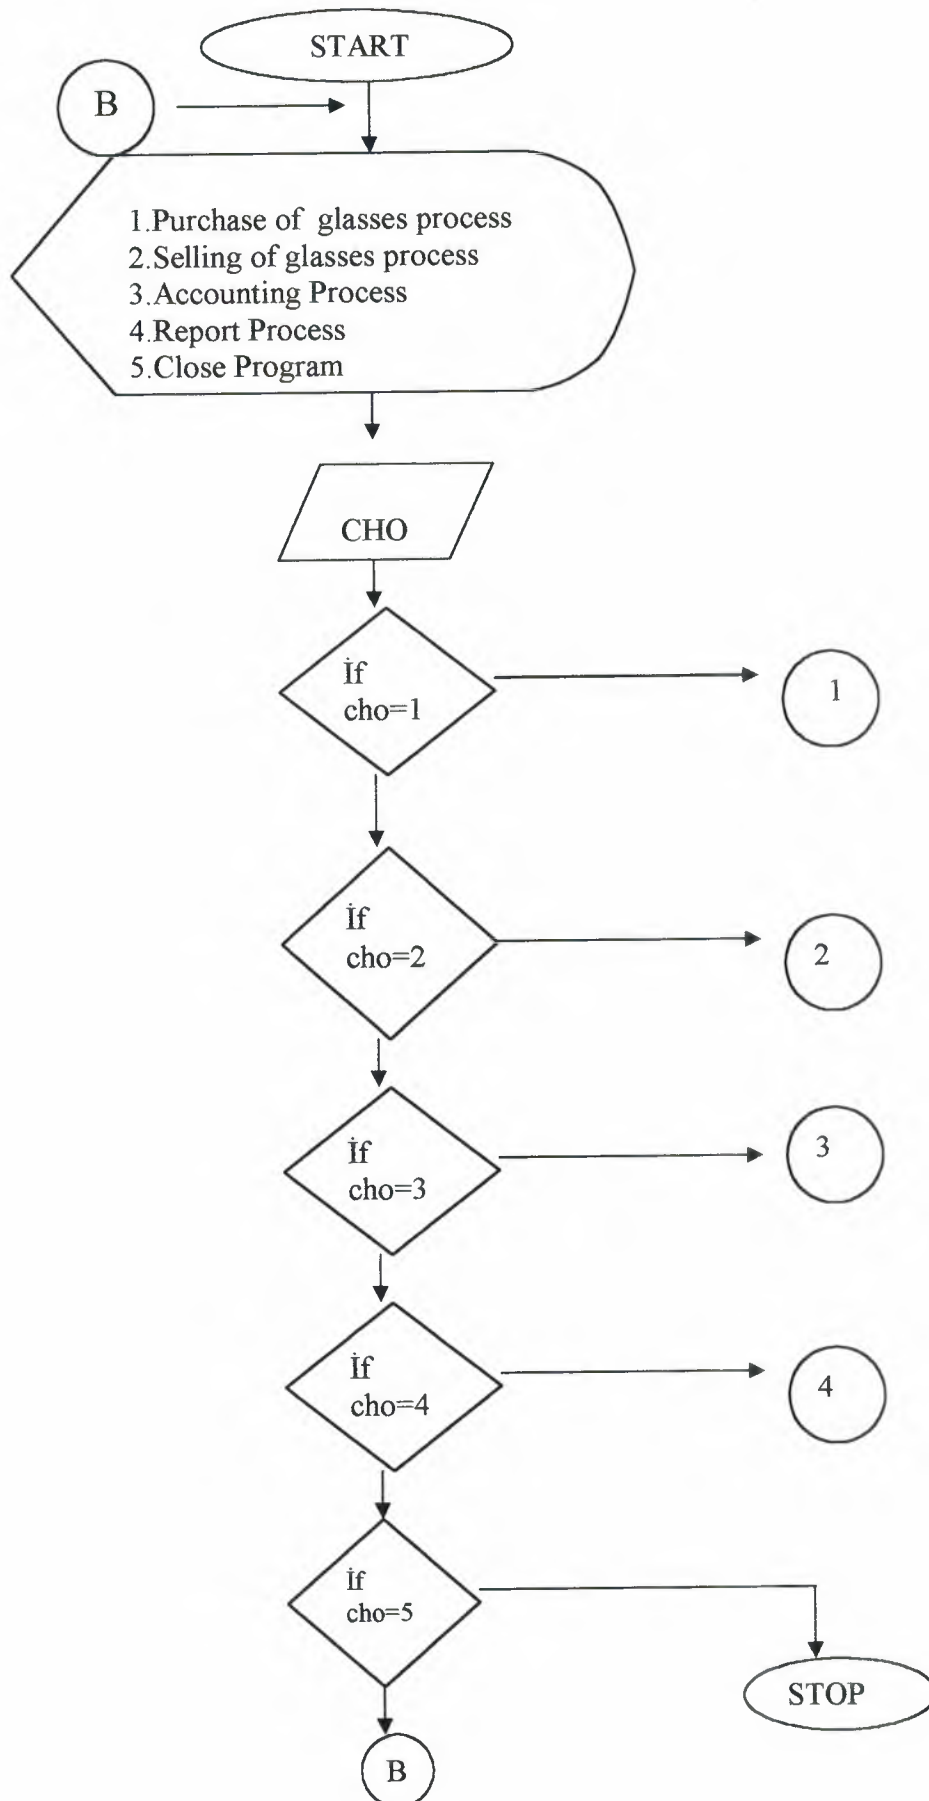 START
B
1.Purchase of glasses process
2.Selling of glasses process
3.Accounting Process
4.Report Process
5.Close Program
CHO
İf
cho=1
1
İf
cho=2
2
İf
cho=3
3
İf
cho=4
4
İf
cho=5
STOP
B